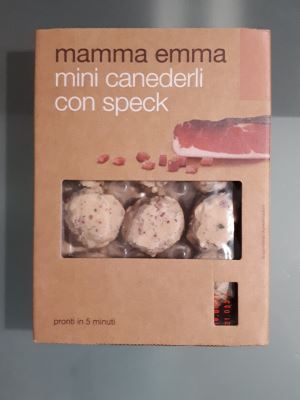 mamma emma
mini canederli
con speck
pronti in 5 minuti